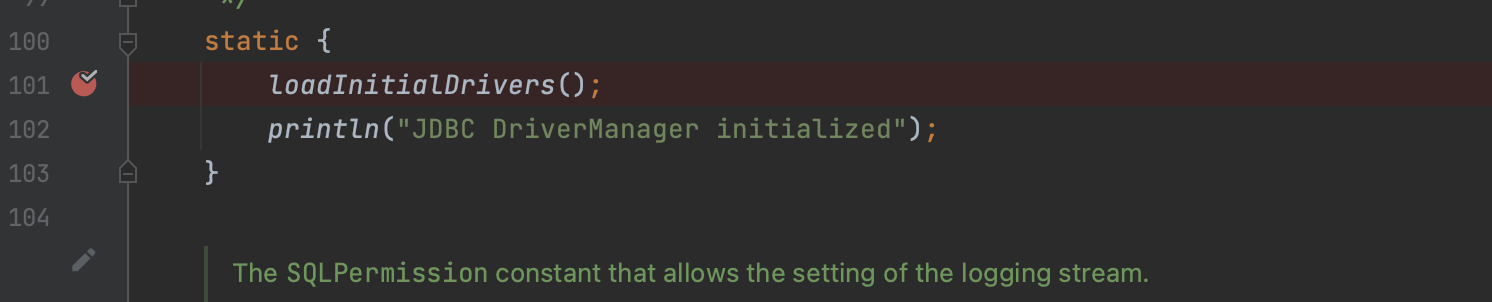 */
100 static {
101 loadInitialDrivers();
102 println("JDBC DriverManager initialized");
103 }
104
The SQLPermission constant that allows the setting of the logging stream.